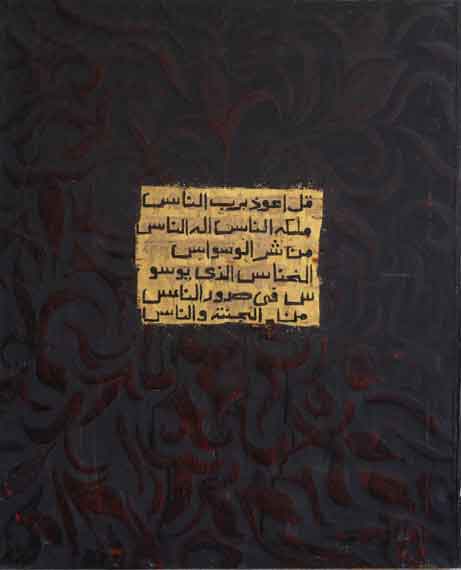 قل اعوذ برب الناس
ملك الناس اله الناس
من شر الوسواس
الخناس الذى يوسو
س فى صدور الناس
من الجنة والناس